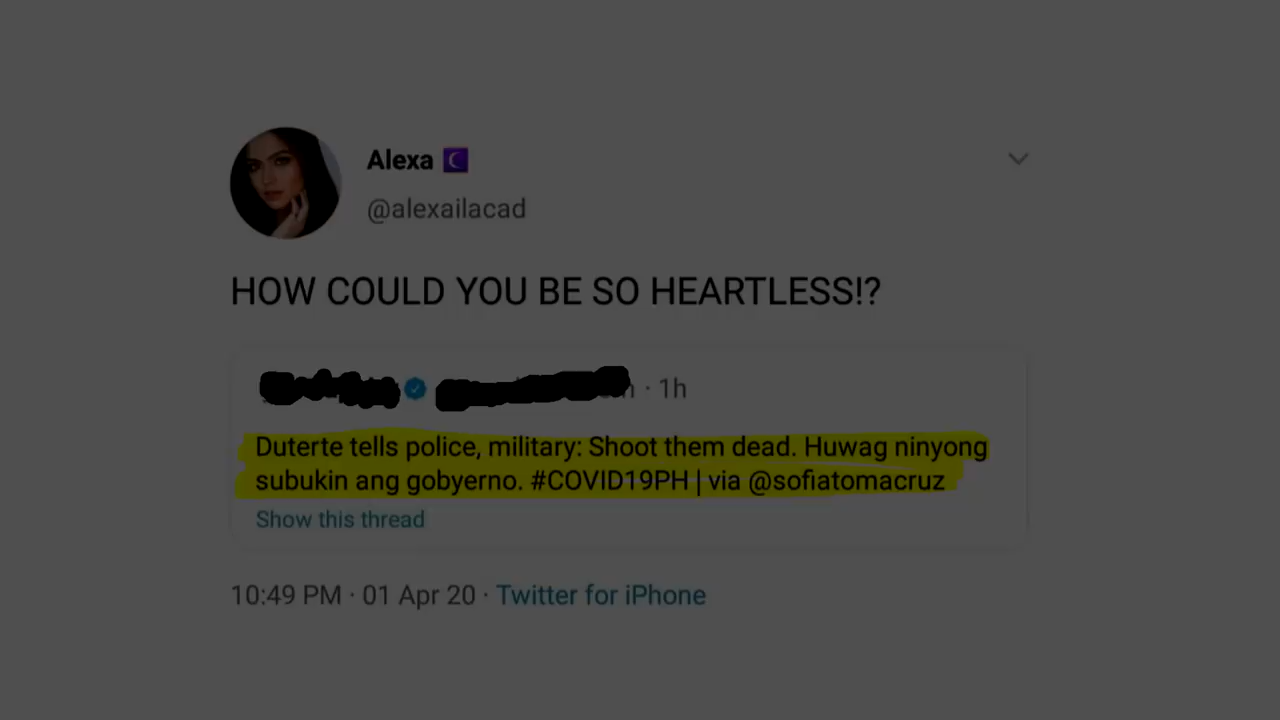 Alexa
@alexailacad
HOW COULD YOU BE SO HEARTLESS!?
· 1h
Duterte tells police, military: Shoot them dead. Huwag ninyong
subukin ang gobyerno. #COVID19PH | via @sofiatomacruz
Show this thread
10:49 PM · 01 Apr 20 · Twitter for iPhone